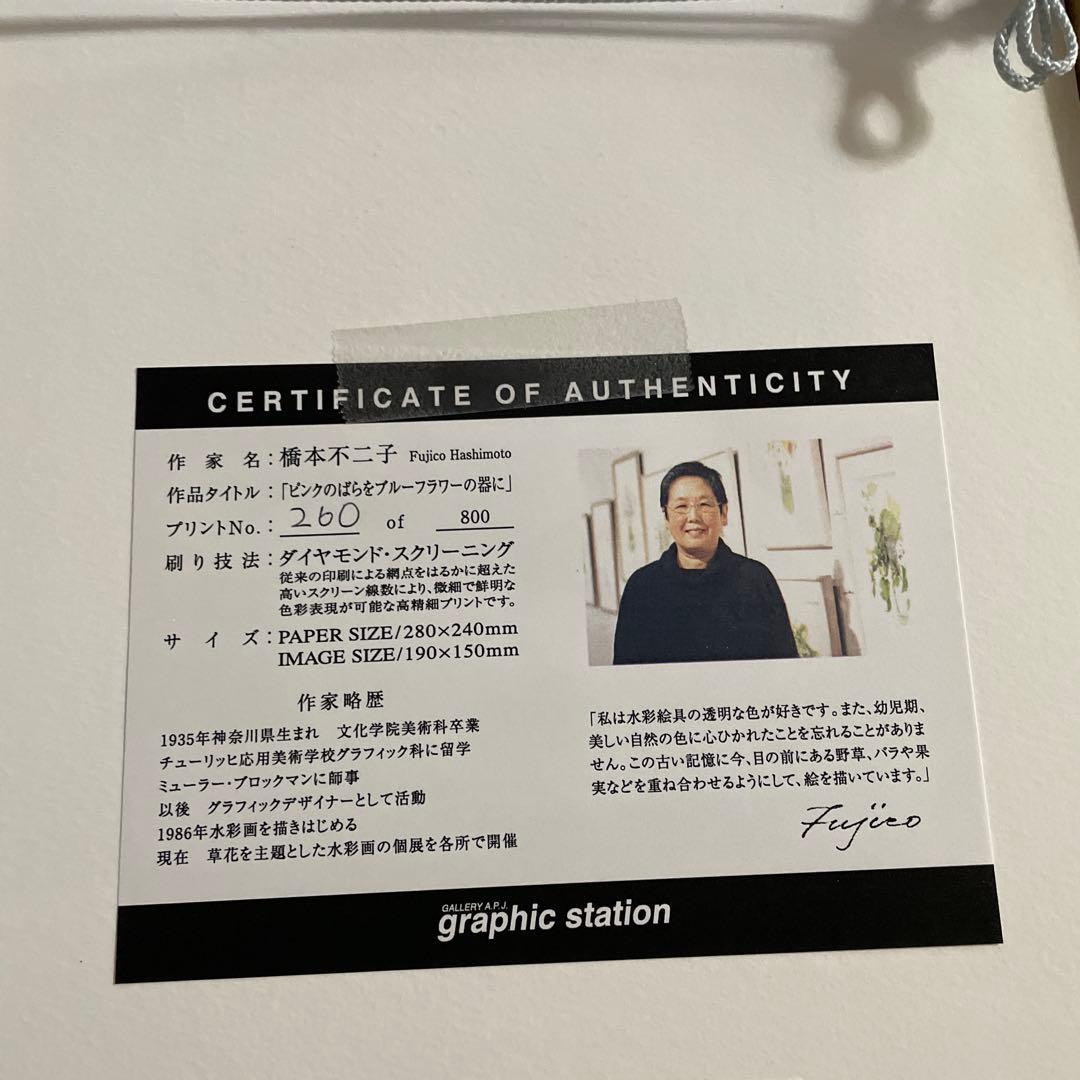 CERTIFICATE OF AUTHENTICITY
作家名：橋本不二子 Fujico Hashimoto
作品タイトル：「ピンクのばらをブルーフラワーの器に」
プリントNo.：260 of 800
刷り技法：ダイヤモンド・スクリーニング
従来の印刷による網点をはるかに超えた
高いスクリーン線数により、微細で鮮明な
色彩表現が可能な高精細プリントです。
サイズ：PAPER SIZE/280×240mm
IMAGE SIZE/190×150mm
作家略歴
1935年神奈川県生まれ 文化学院美術科卒業
チューリッヒ応用美術学校グラフィック科に留学
ミューラー・ブロックマンに師事
以後 グラフィックデザイナーとして活動
1986年水彩画を描きはじめる
現在 草花を主題とした水彩画の個展を各所で開催
「私は水彩絵具の透明な色が好きです。また、幼児期、
美しい自然の色に心ひかれたことを忘れることがありま
せん。この古い記憶に今、目の前にある野草、バラや果
実などを重ね合わせるようにして、絵を描いています。」
Fujico
GALLERY A.P.J.
graphic station